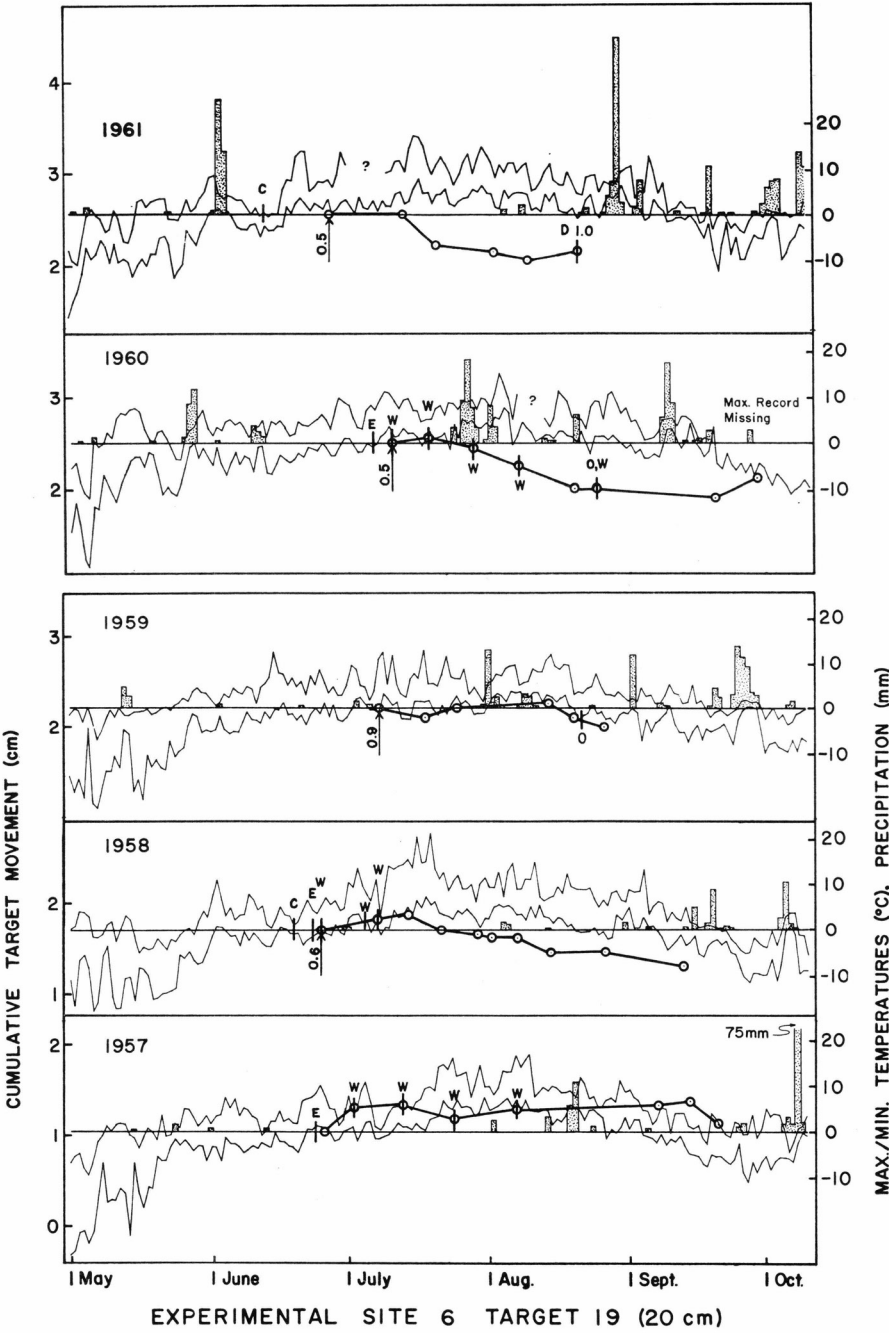 1961
4
3
2
20
10
0
-10
C
?
0.5
D 1.0
1960
3
2
20
10
0
-10
E
W
W
0.5
W
W
?
O,W
Max. Record
Missing
1959
3
2
20
10
0
-10
0.9
O
1958
2
1
20
10
0
-10
C
E
W
W
W
0.6
1957
2
1
0
20
10
0
-10
E
W
W
W
W
75mm
1 May
1 June
1 July
1 Aug.
1 Sept.
1 Oct.
CUMULATIVE TARGET MOVEMENT (cm)
MAX./MIN. TEMPERATURES (°C), PRECIPITATION (mm)
EXPERIMENTAL SITE 6 TARGET 19 (20 cm)